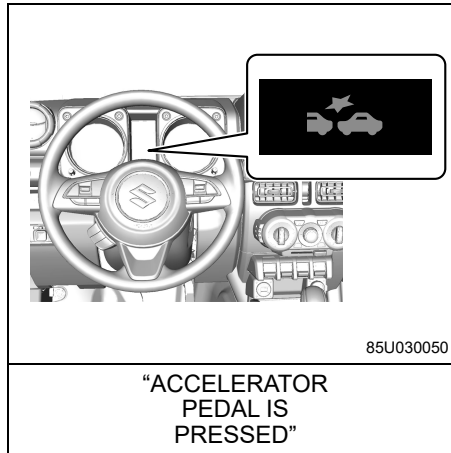 85U030050
“ACCELERATOR
PEDAL IS
PRESSED”